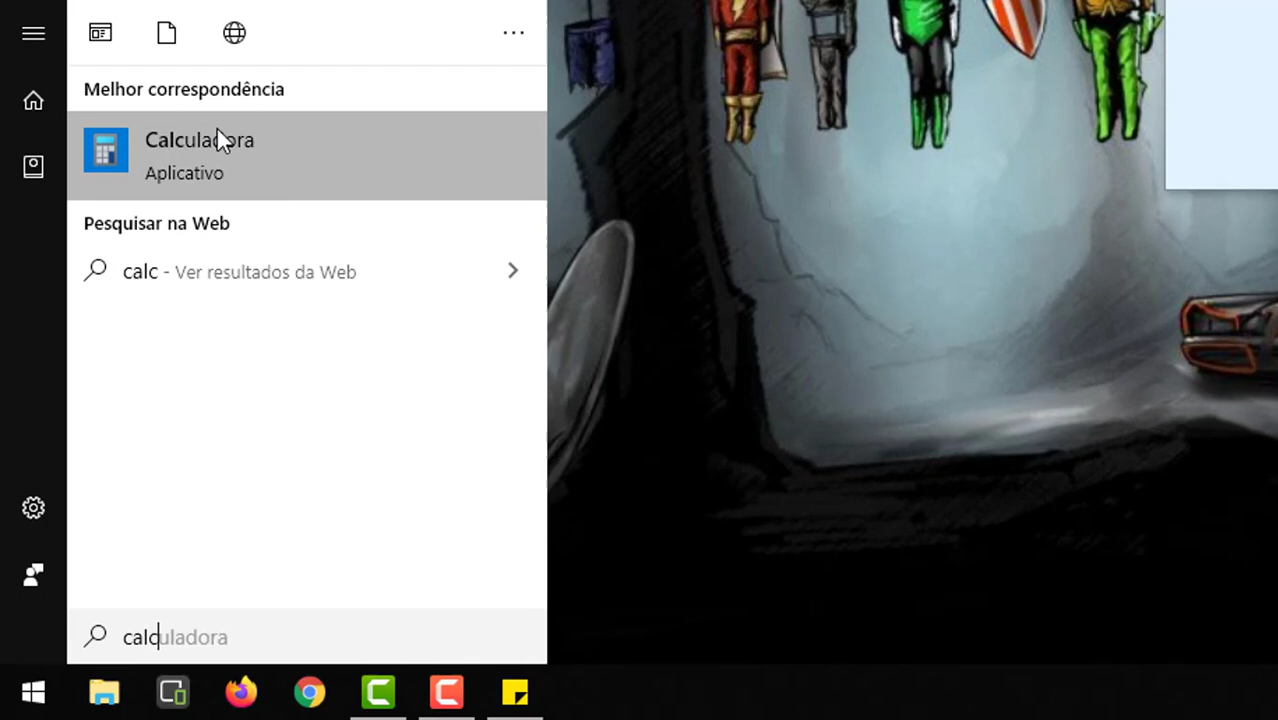 Melhor correspondência
Calculadora
Aplicativo
Pesquisar na Web
calc - Ver resultados da Web
calculadora